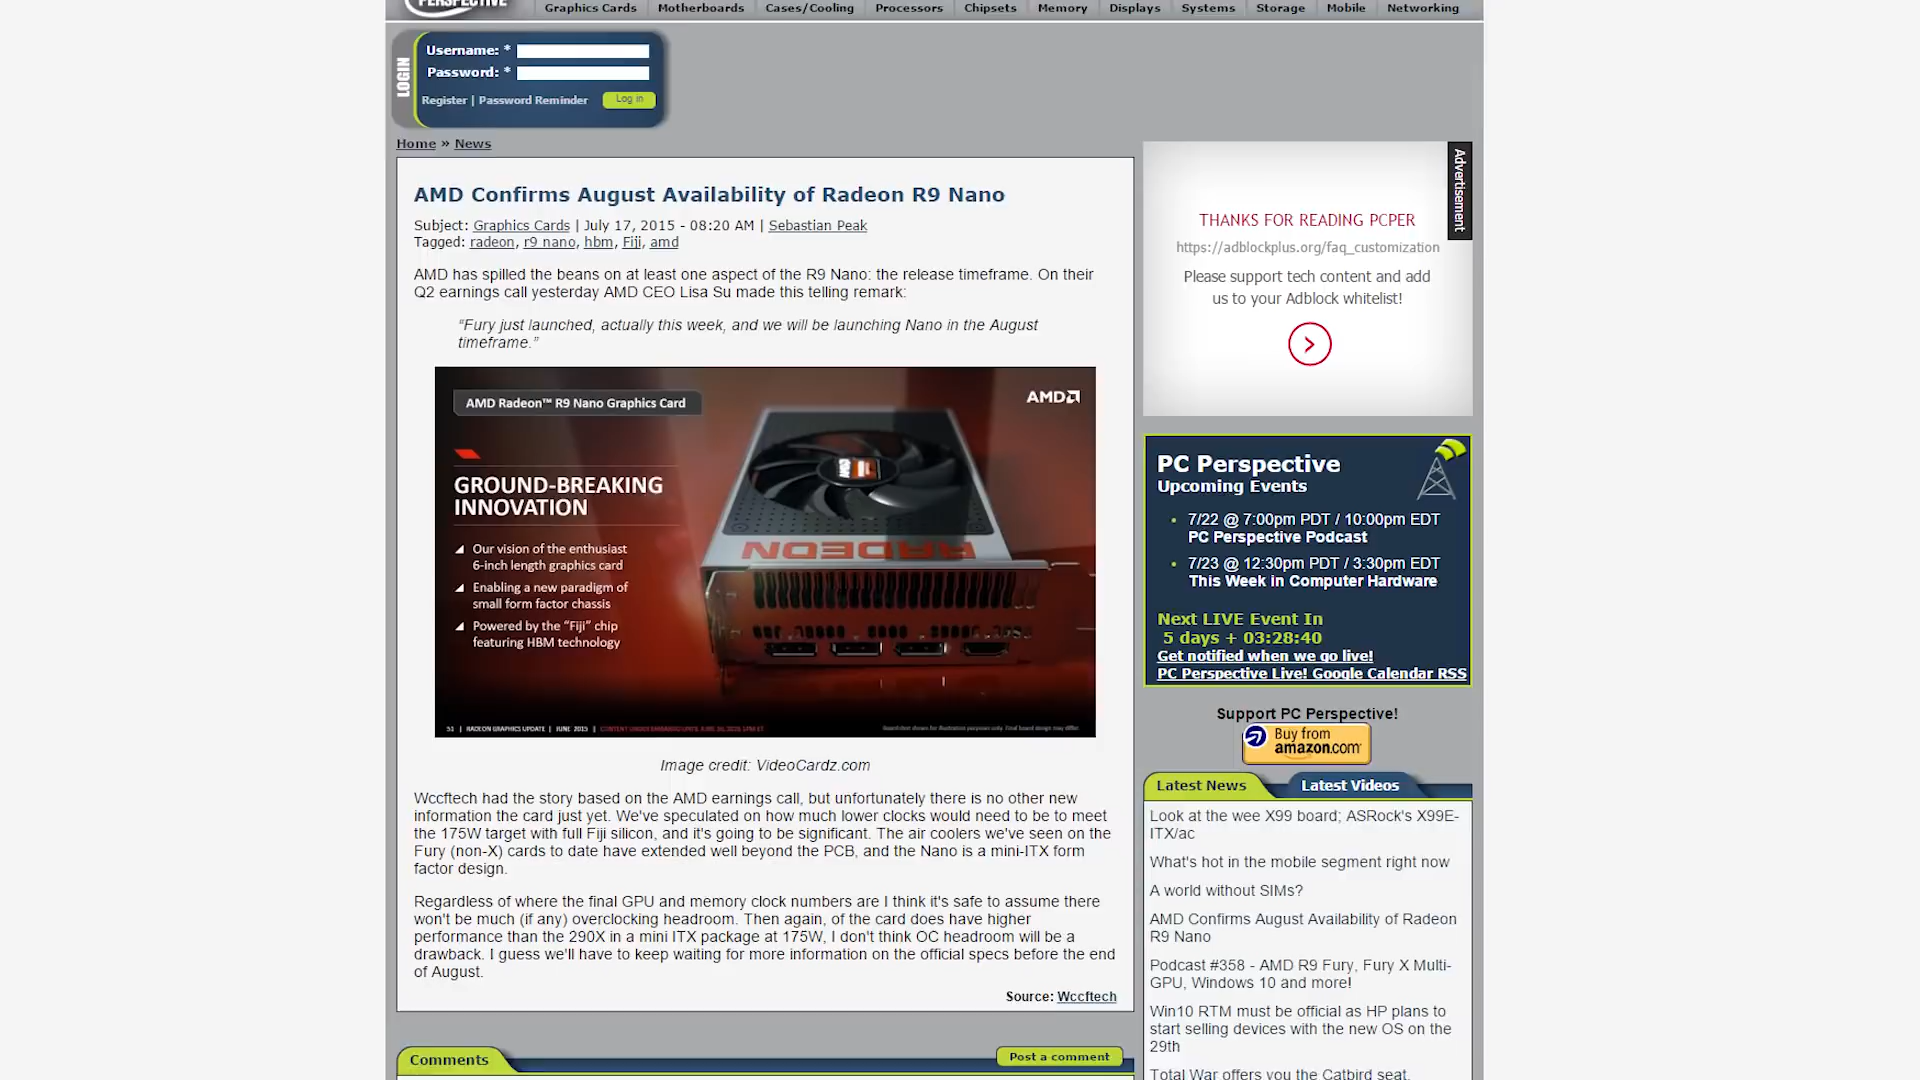 PERSPECTIVE
Graphics Cards Motherboards Cases/Cooling Processors Chipsets Memory Displays Systems Storage Mobile Networking
LOGIN
Username: *
Password: *
Register | Password Reminder Log in
Home » News
AMD Confirms August Availability of Radeon R9 Nano
Subject: Graphics Cards | July 17, 2015 - 08:20 AM | Sebastian Peak
Tagged: radeon, r9 nano, hbm, Fiji, amd
AMD has spilled the beans on at least one aspect of the R9 Nano: the release timeframe. On their
Q2 earnings call yesterday AMD CEO Lisa Su made this telling remark:
“Fury just launched, actually this week, and we will be launching Nano in the August
timeframe.”
AMD Radeon™ R9 Nano Graphics Card
AMD
GROUND-BREAKING
INNOVATION
Our vision of the enthusiast
6-inch length graphics card
Enabling a new paradigm of
small form factor chassis
Powered by the “Fiji” chip
featuring HBM technology
RADEON
51 | RADEON GRAPHICS UPDATE | JUNE 2015 |
Image credit: VideoCardz.com
Wccftech had the story based on the AMD earnings call, but unfortunately there is no other new
information the card just yet. We've speculated on how much lower clocks would need to be to meet
the 175W target with full Fiji silicon, and it's going to be significant. The air coolers we've seen on the
Fury (non-X) cards to date have extended well beyond the PCB, and the Nano is a mini-ITX form
factor design.
Regardless of where the final GPU and memory clock numbers are I think it's safe to assume there
won't be much (if any) overclocking headroom. Then again, of the card does have higher
performance than the 290X in a mini ITX package at 175W, I don't think OC headroom will be a
drawback. I guess we'll have to keep waiting for more information on the official specs before the end
of August.
Source: Wccftech
Comments
Post a comment
Advertisement
THANKS FOR READING PCPER
https://adblockplus.org/faq_customization
Please support tech content and add
us to your Adblock whitelist!
PC Perspective
Upcoming Events
• 7/22 @ 7:00pm PDT / 10:00pm EDT
PC Perspective Podcast
• 7/23 @ 12:30pm PDT / 3:30pm EDT
This Week in Computer Hardware
Next LIVE Event In
5 days + 03:28:40
Get notified when we go live!
PC Perspective Live! Google Calendar RSS
Support PC Perspective!
Buy from
amazon.com
Latest News Latest Videos
Look at the wee X99 board; ASRock's X99E-
ITX/ac
What's hot in the mobile segment right now
A world without SIMs?
AMD Confirms August Availability of Radeon
R9 Nano
Podcast #358 - AMD R9 Fury, Fury X Multi-
GPU, Windows 10 and more!
Win10 RTM must be official as HP plans to
start selling devices with the new OS on the
29th
Total War offers you the Catbird seat,